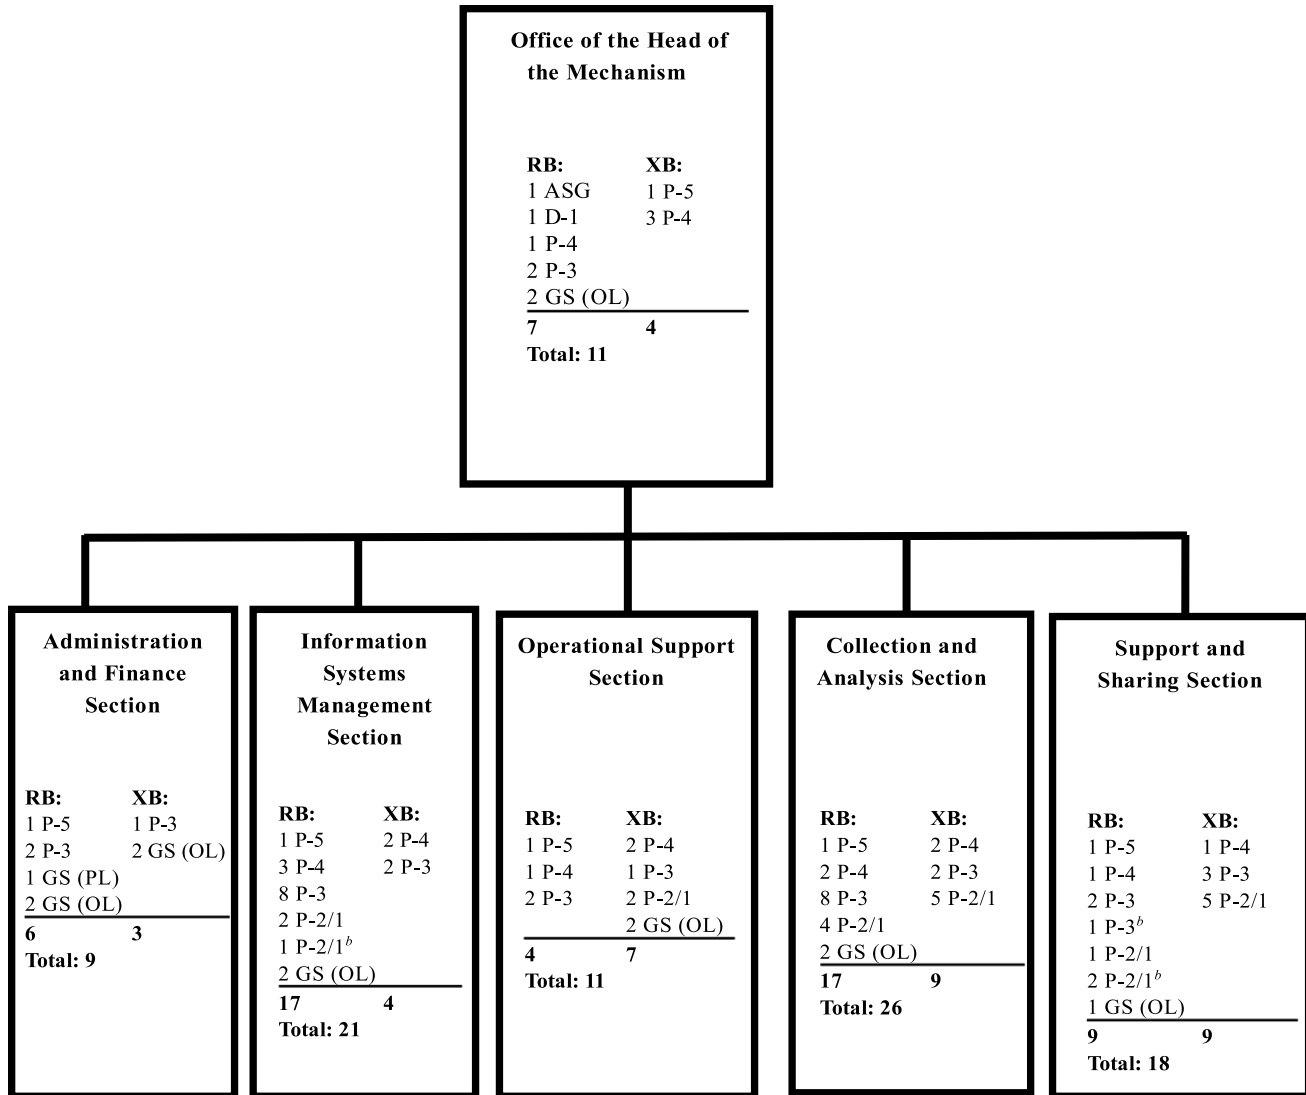 Office of the Head of
the Mechanism
RB: XB:
1 ASG 1 P-5
1 D-1 3 P-4
1 P-4
2 P-3
2 GS (OL)
7 4
Total: 11
Administration
and Finance
Section
RB: XB:
1 P-5 1 P-3
2 P-3 2 GS (OL)
1 GS (PL)
2 GS (OL)
6 3
Total: 9
Information
Systems
Management
Section
RB: XB:
1 P-5 2 P-4
3 P-4 2 P-3
8 P-3
2 P-2/1
1 P-2/1b
2 GS (OL)
17 4
Total: 21
Operational Support
Section
RB: XB:
1 P-5 2 P-4
1 P-4 1 P-3
2 P-3 2 P-2/1
2 GS (OL)
4 7
Total: 11
Collection and
Analysis Section
RB: XB:
1 P-5 2 P-4
2 P-4 2 P-3
8 P-3 5 P-2/1
4 P-2/1
2 GS (OL)
17 9
Total: 26
Support and
Sharing Section
RB: XB:
1 P-5 1 P-4
1 P-4 3 P-3
2 P-3 5 P-2/1
1 P-3b
1 P-2/1
2 P-2/1b
1 GS (OL)
9 9
Total: 18